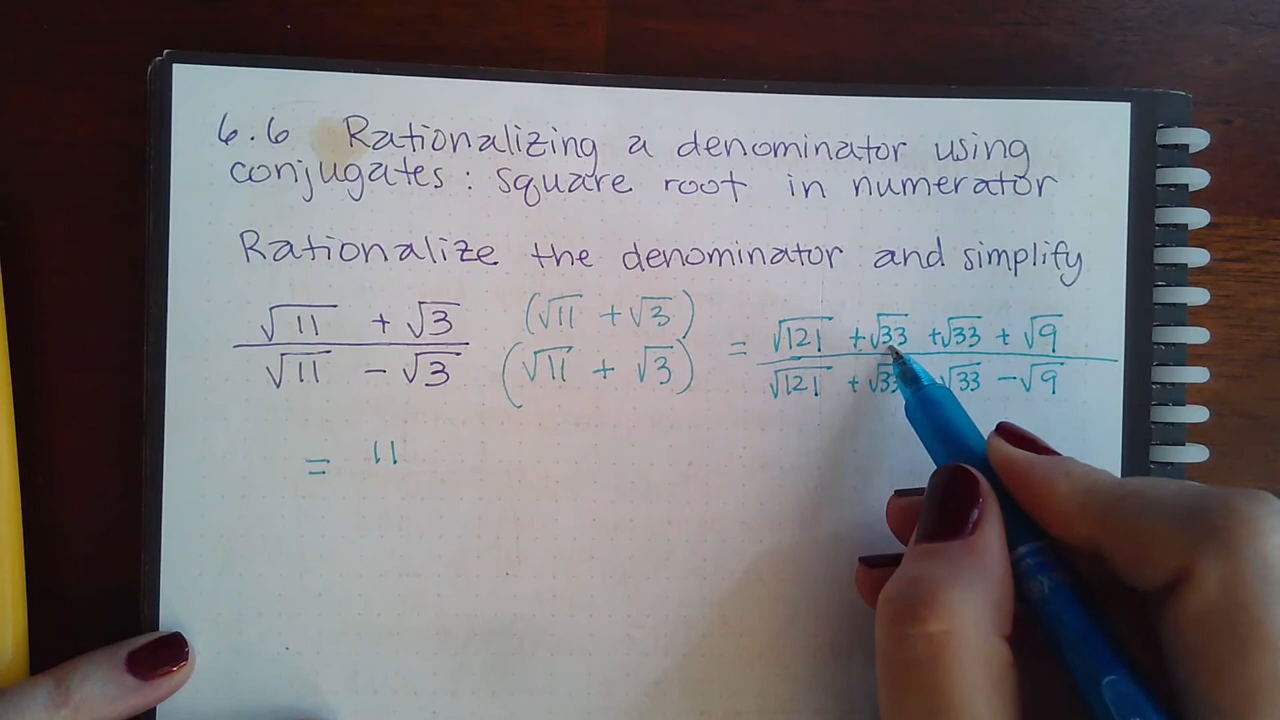 6.6 Rationalizing a denominator using
conjugates: square root in numerator
Rationalize the denominator and simplify
√11 + √3 (√11 + √3) = √121 + √33 + √33 + √9
√11 - √3 (√11 + √3) √121 + √33 √33 - √9
= 11